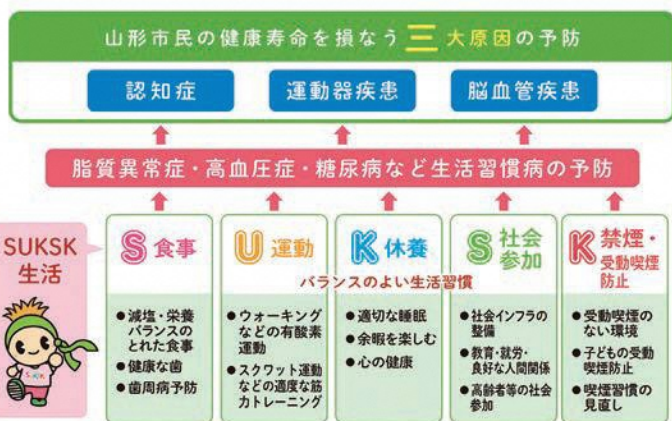 山形市民の健康寿命を損なう三大原因の予防
認知症
運動器疾患
脳血管疾患
脂質異常症・高血圧症・糖尿病など生活習慣病の予防
SUKSK
生活
S 食事
U 運動
K 休養
S 社会
参加
K 禁煙・
受動喫煙
防止
バランスのよい生活習慣
●減塩・栄養
バランスの
とれた食事
●健康な歯
●歯周病予防
●ウォーキング
などの有酸素
運動
●スクワット運動
などの適度な筋
力トレーニング
●適切な睡眠
●余暇を楽しむ
●心の健康
●社会インフラの
整備
●教育・就労・
良好な人間関係
●高齢者等の社会
参加
●受動喫煙の
ない環境
●子どもの受動
喫煙防止
●喫煙習慣の
見直し